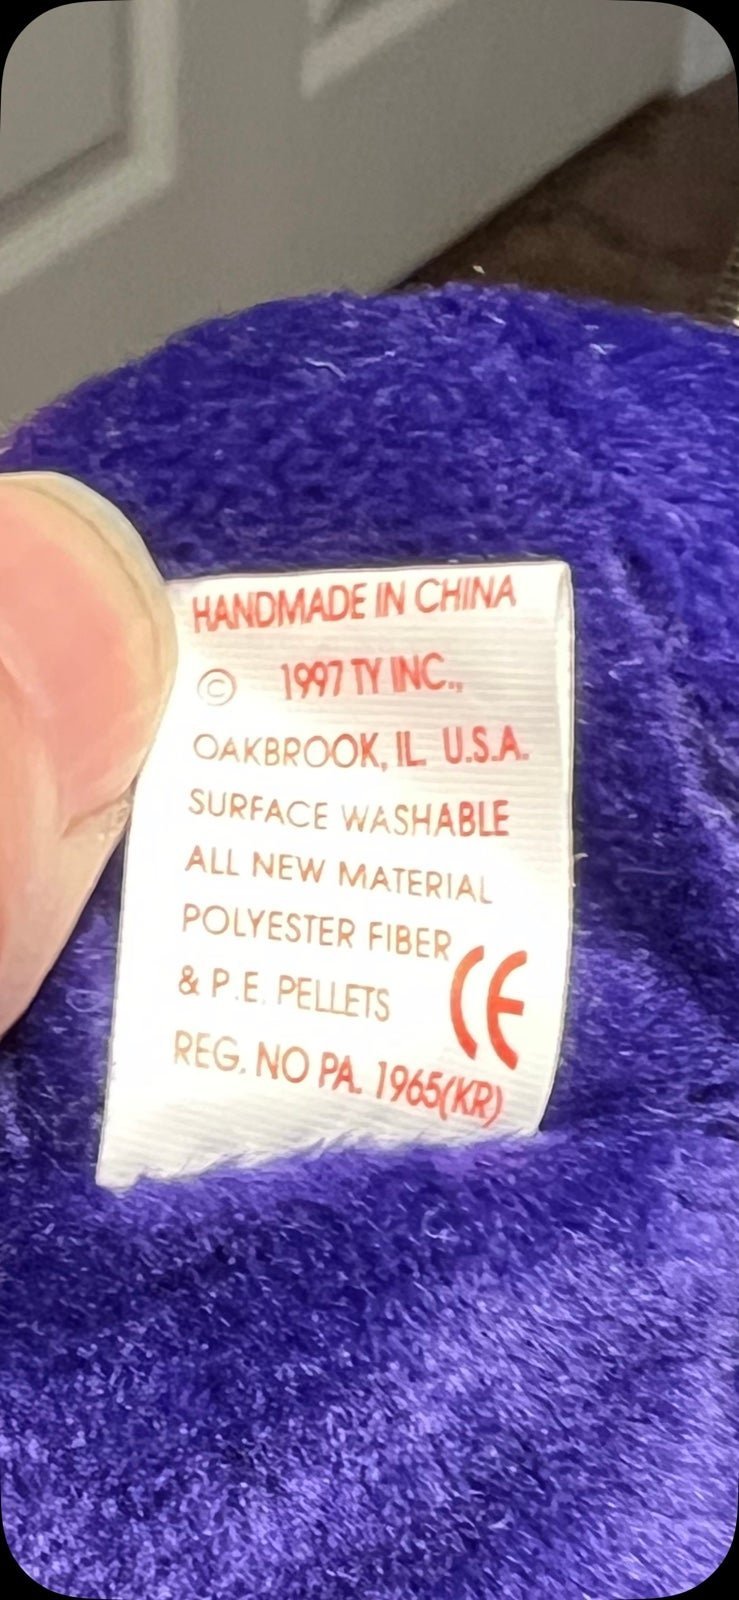 HANDMADE IN CHINA
© 1997 TY INC.,
OAKBROOK, IL U.S.A.
SURFACE WASHABLE
ALL NEW MATERIAL
POLYESTER FIBER
& P.E. PELLETS CE
REG. NO PA. 1965(KR)